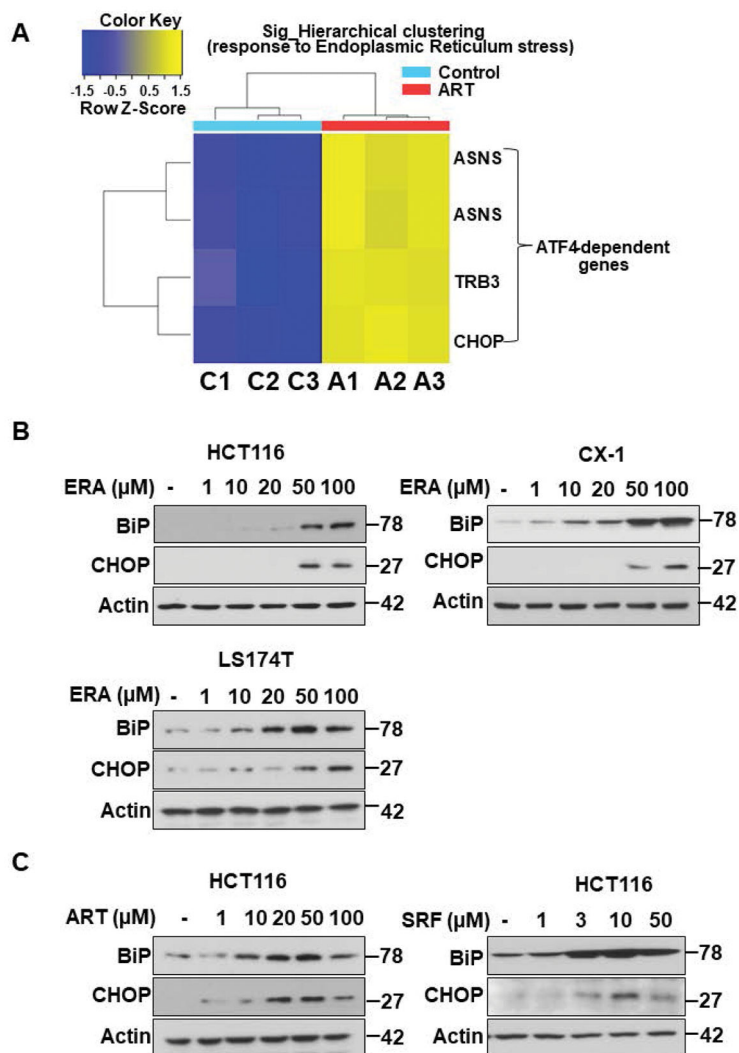 A
Color Key
-1.5 -0.5 0.5 1.5
Row Z-Score
Sig_Hierarchical clustering
(response to Endoplasmic Reticulum stress)
Control
ART
ASNS
ASNS
TRB3
CHOP
ATF4-dependent
genes
C1 C2 C3 A1 A2 A3
B
HCT116
ERA (µM) - 1 10 20 50 100
BiP 78
CHOP 27
Actin 42
CX-1
ERA (µM) - 1 10 20 50 100
BiP 78
CHOP 27
Actin 42
LS174T
ERA (µM) - 1 10 20 50 100
BiP 78
CHOP 27
Actin 42
C
HCT116
ART (µM) - 1 10 20 50 100
BiP 78
CHOP 27
Actin 42
HCT116
SRF (µM) - 1 3 10 50
BiP 78
CHOP 27
Actin 42